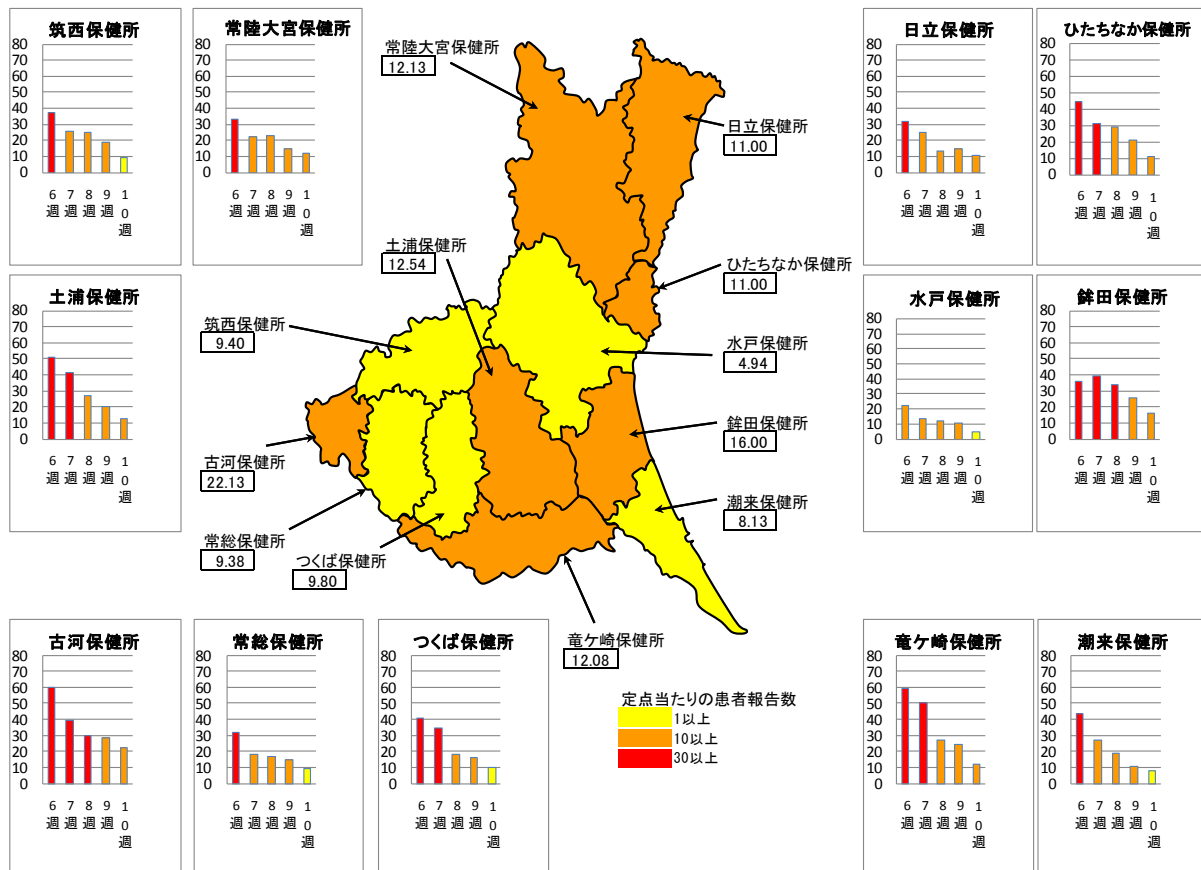 筑西保健所
80
70
60
50
40
30
20
10
0
6週
7週
8週
9週
10週
常陸大宮保健所
80
70
60
50
40
30
20
10
0
6週
7週
8週
9週
10週
常陸大宮保健所
12.13
日立保健所
11.00
土浦保健所
12.54
ひたちなか保健所
11.00
筑西保健所
9.40
水戸保健所
4.94
鉾田保健所
16.00
古河保健所
22.13
潮来保健所
8.13
常総保健所
9.38
つくば保健所
9.80
竜ケ崎保健所
12.08
日立保健所
80
70
60
50
40
30
20
10
0
6週
7週
8週
9週
10週
ひたちなか保健所
80
70
60
50
40
30
20
10
0
6週
7週
8週
9週
10週
土浦保健所
80
70
60
50
40
30
20
10
0
6週
7週
8週
9週
10週
水戸保健所
80
70
60
50
40
30
20
10
0
6週
7週
8週
9週
10週
鉾田保健所
80
70
60
50
40
30
20
10
0
6週
7週
8週
9週
10週
古河保健所
80
70
60
50
40
30
20
10
0
6週
7週
8週
9週
10週
常総保健所
80
70
60
50
40
30
20
10
0
6週
7週
8週
9週
10週
つくば保健所
80
70
60
50
40
30
20
10
0
6週
7週
8週
9週
10週
定点当たりの患者報告数
1以上
10以上
30以上
竜ケ崎保健所
80
70
60
50
40
30
20
10
0
6週
7週
8週
9週
10週
潮来保健所
80
70
60
50
40
30
20
10
0
6週
7週
8週
9週
10週